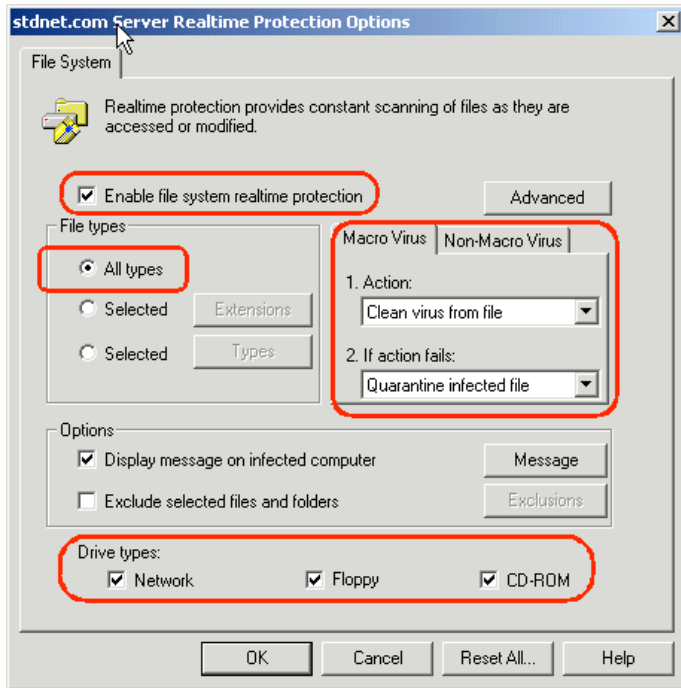 stdnet.com Server Realtime Protection Options
File System
Realtime protection provides constant scanning of files as they are
accessed or modified.
Enable file system realtime protection
Advanced
File types
All types
Selected
Extensions
Selected
Types
Macro Virus
Non-Macro Virus
1. Action:
Clean virus from file
2. If action fails:
Quarantine infected file
Options
Display message on infected computer
Message
Exclude selected files and folders
Exclusions
Drive types:
Network
Floppy
CD-ROM
OK
Cancel
Reset All...
Help